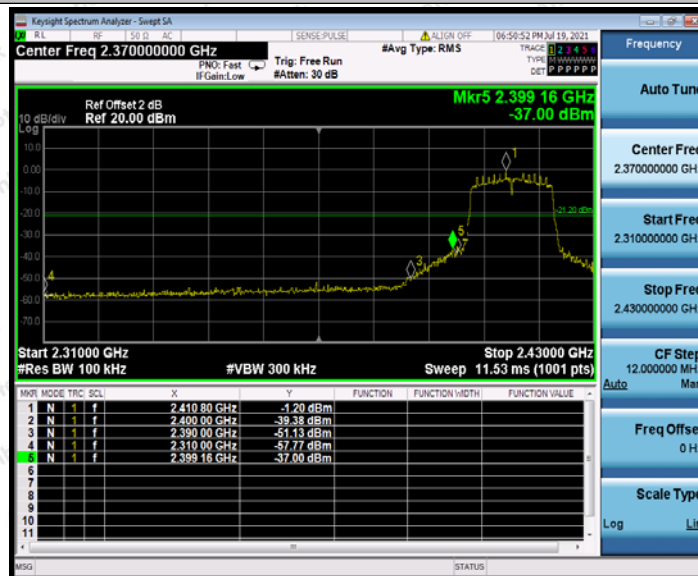 Keysight Spectrum Analyzer - Swept SA
RL RF 50 Ω AC SENSE:PULSE ALIGN OFF 06:50:52 PM Jul 19, 2021
Center Freq 2.370000000 GHz #Avg Type: RMS TRACE 1 2 3 4 5 6
PNO: Fast Trig: Free Run TYPE M WWWWW
IFGain:Low #Atten: 30 dB DET P P P P P P
Ref Offset 2 dB Mkr5 2.399 16 GHz
10 dB/div Ref 20.00 dBm -37.00 dBm
Log
10.0
0.00
-10.0
-20.0
-30.0
-40.0
-50.0
-60.0
-70.0
1
-21.20 dBm
5
3
4
Start 2.31000 GHz Stop 2.43000 GHz
#Res BW 100 kHz #VBW 300 kHz Sweep 11.53 ms (1001 pts)
MKR MODE TRC SCL X Y FUNCTION FUNCTION WIDTH FUNCTION VALUE
1 N 1 f 2.410 80 GHz -1.20 dBm
2 N 1 f 2.400 00 GHz -39.38 dBm
3 N 1 f 2.390 00 GHz -51.13 dBm
4 N 1 f 2.310 00 GHz -57.77 dBm
5 N 1 f 2.399 16 GHz -37.00 dBm
6
7
8
9
10
11
MSG STATUS
Frequency
Auto Tune
Center Freq
2.370000000 GHz
Start Freq
2.310000000 GHz
Stop Freq
2.430000000 GHz
CF Step
12.000000 MHz
Auto Man
Freq Offset
0 Hz
Scale Type
Log Lin